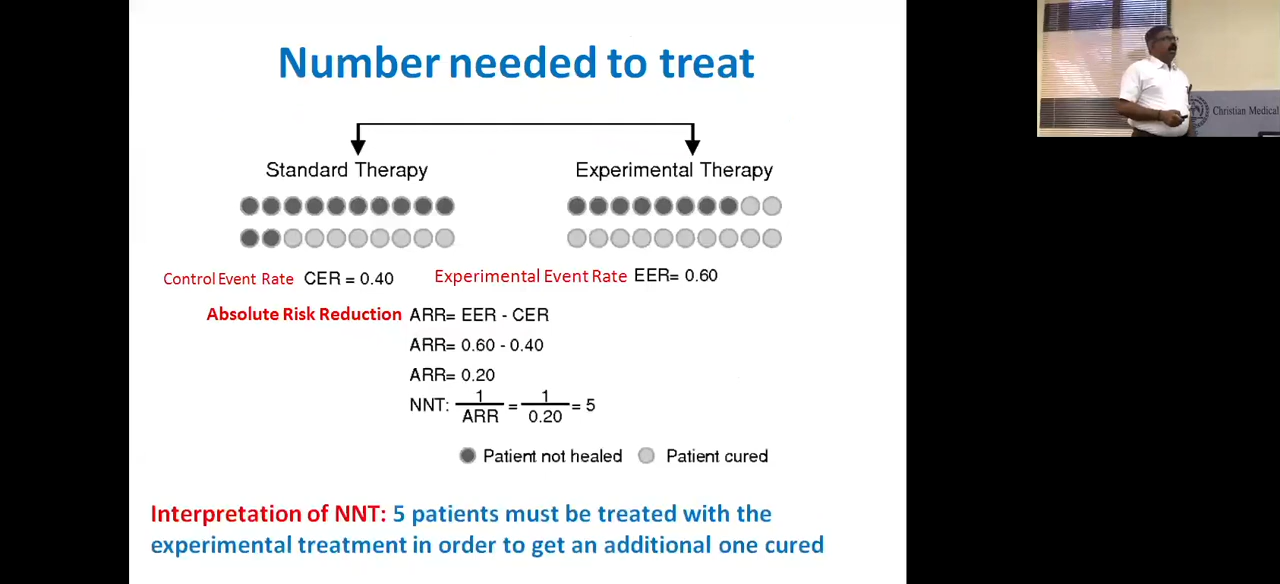 Number needed to treat
Standard Therapy
Experimental Therapy
Control Event Rate CER = 0.40
Experimental Event Rate EER= 0.60
Absolute Risk Reduction ARR= EER - CER
ARR= 0.60 - 0.40
ARR= 0.20
NNT: 1/ARR = 1/0.20 = 5
Patient not healed
Patient cured
Interpretation of NNT: 5 patients must be treated with the
experimental treatment in order to get an additional one cured
Christian Medical